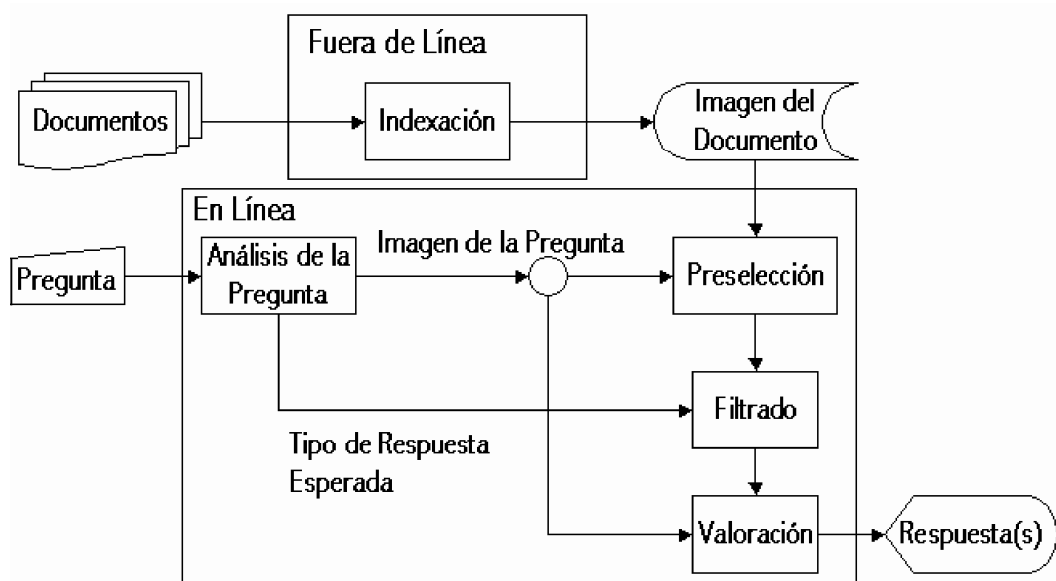 Fuera de Línea
Documentos
Indexación
Imagen del
Documento
En Línea
Pregunta
Análisis de la
Pregunta
Imagen de la Pregunta
Preselección
Filtrado
Tipo de Respuesta
Esperada
Valoración
Respuesta(s)